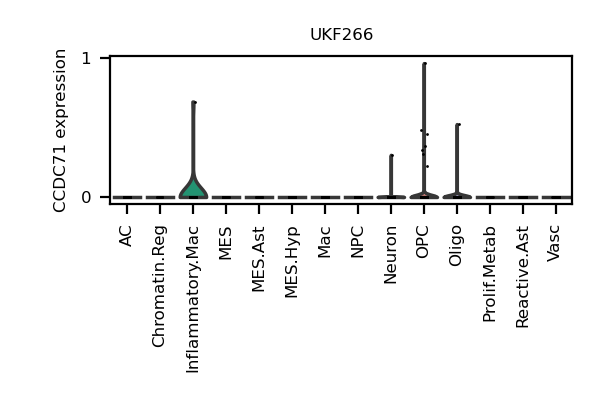 UKF266
CCDC71 expression
1
0
AC
Chromatin.Reg
Inflammatory.Mac
MES
MES.Ast
MES.Hyp
Mac
NPC
Neuron
OPC
Oligo
Prolif.Metab
Reactive.Ast
Vasc